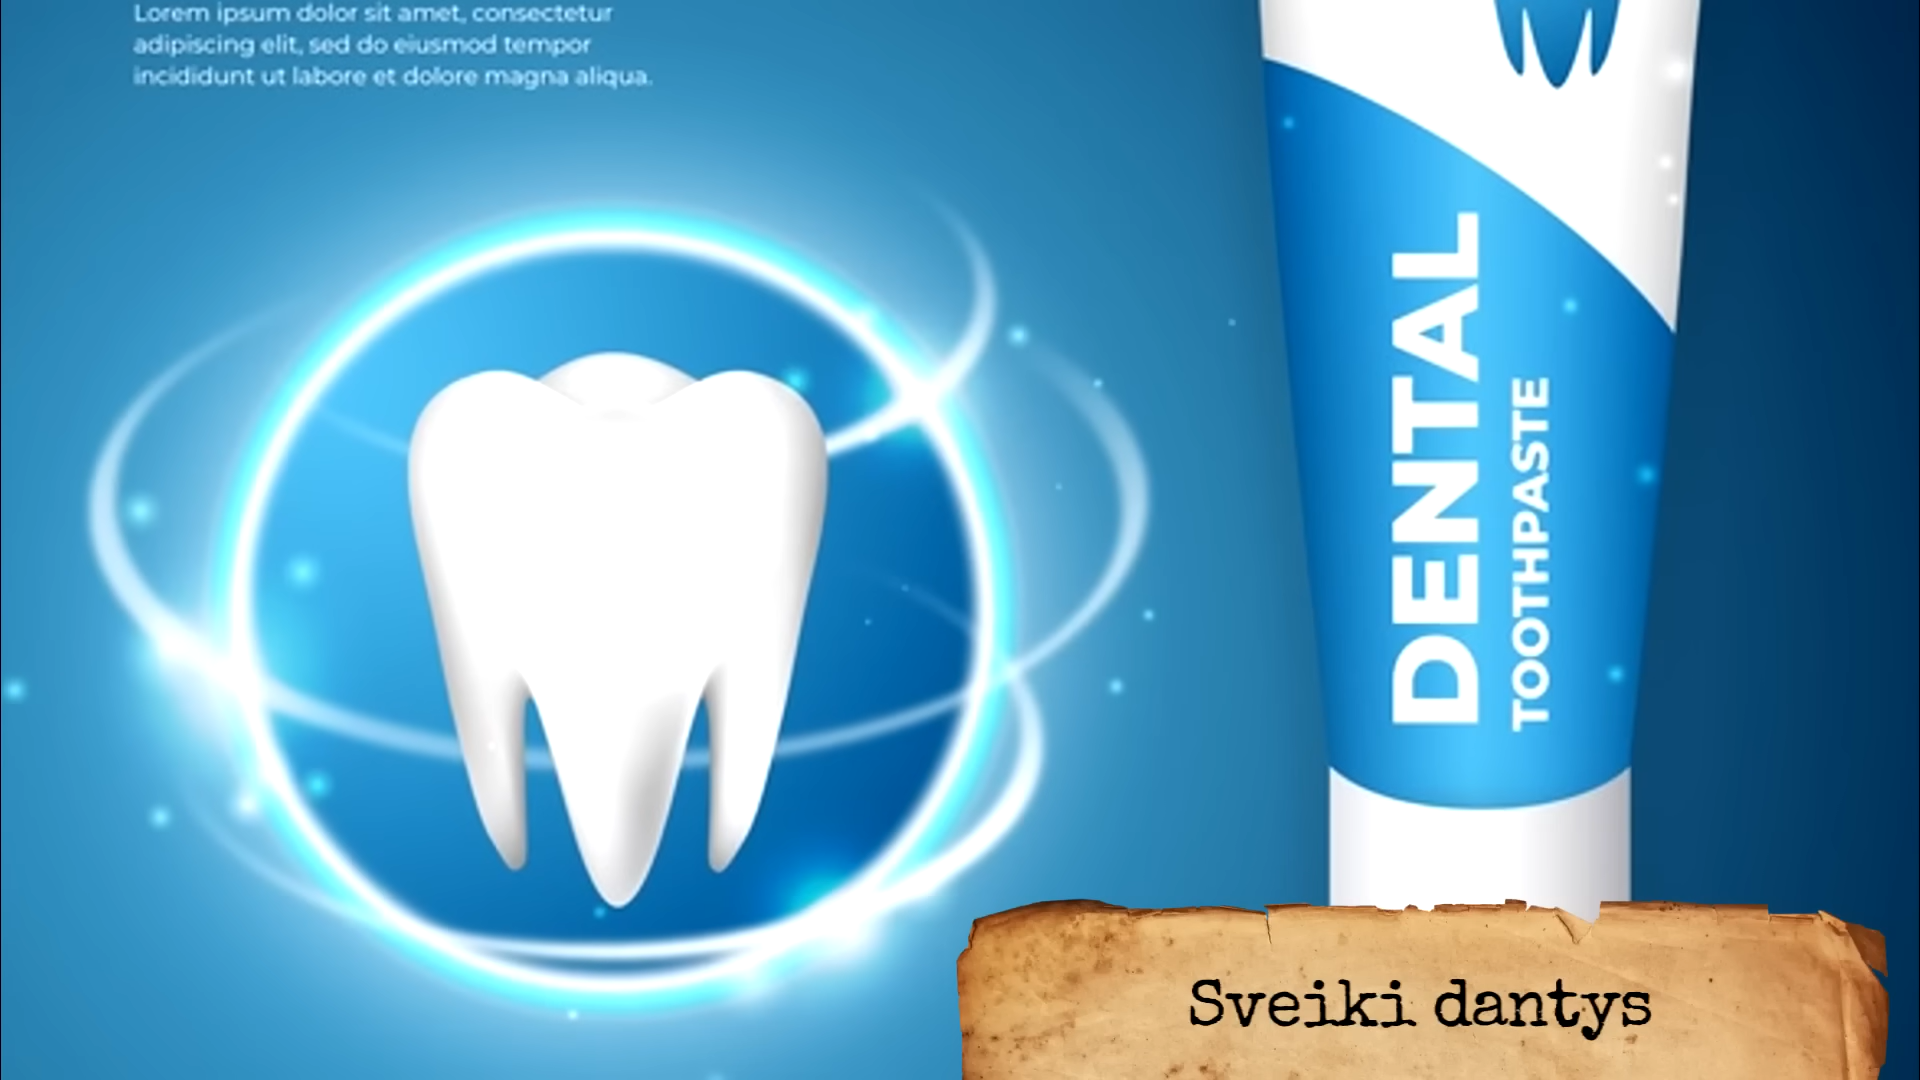 Lorem ipsum dolor sit amet, consectetur
adipiscing elit, sed do eiusmod tempor
incididunt ut labore et dolore magna aliqua.
DENTAL
TOOTHPASTE
Sveiki dantys